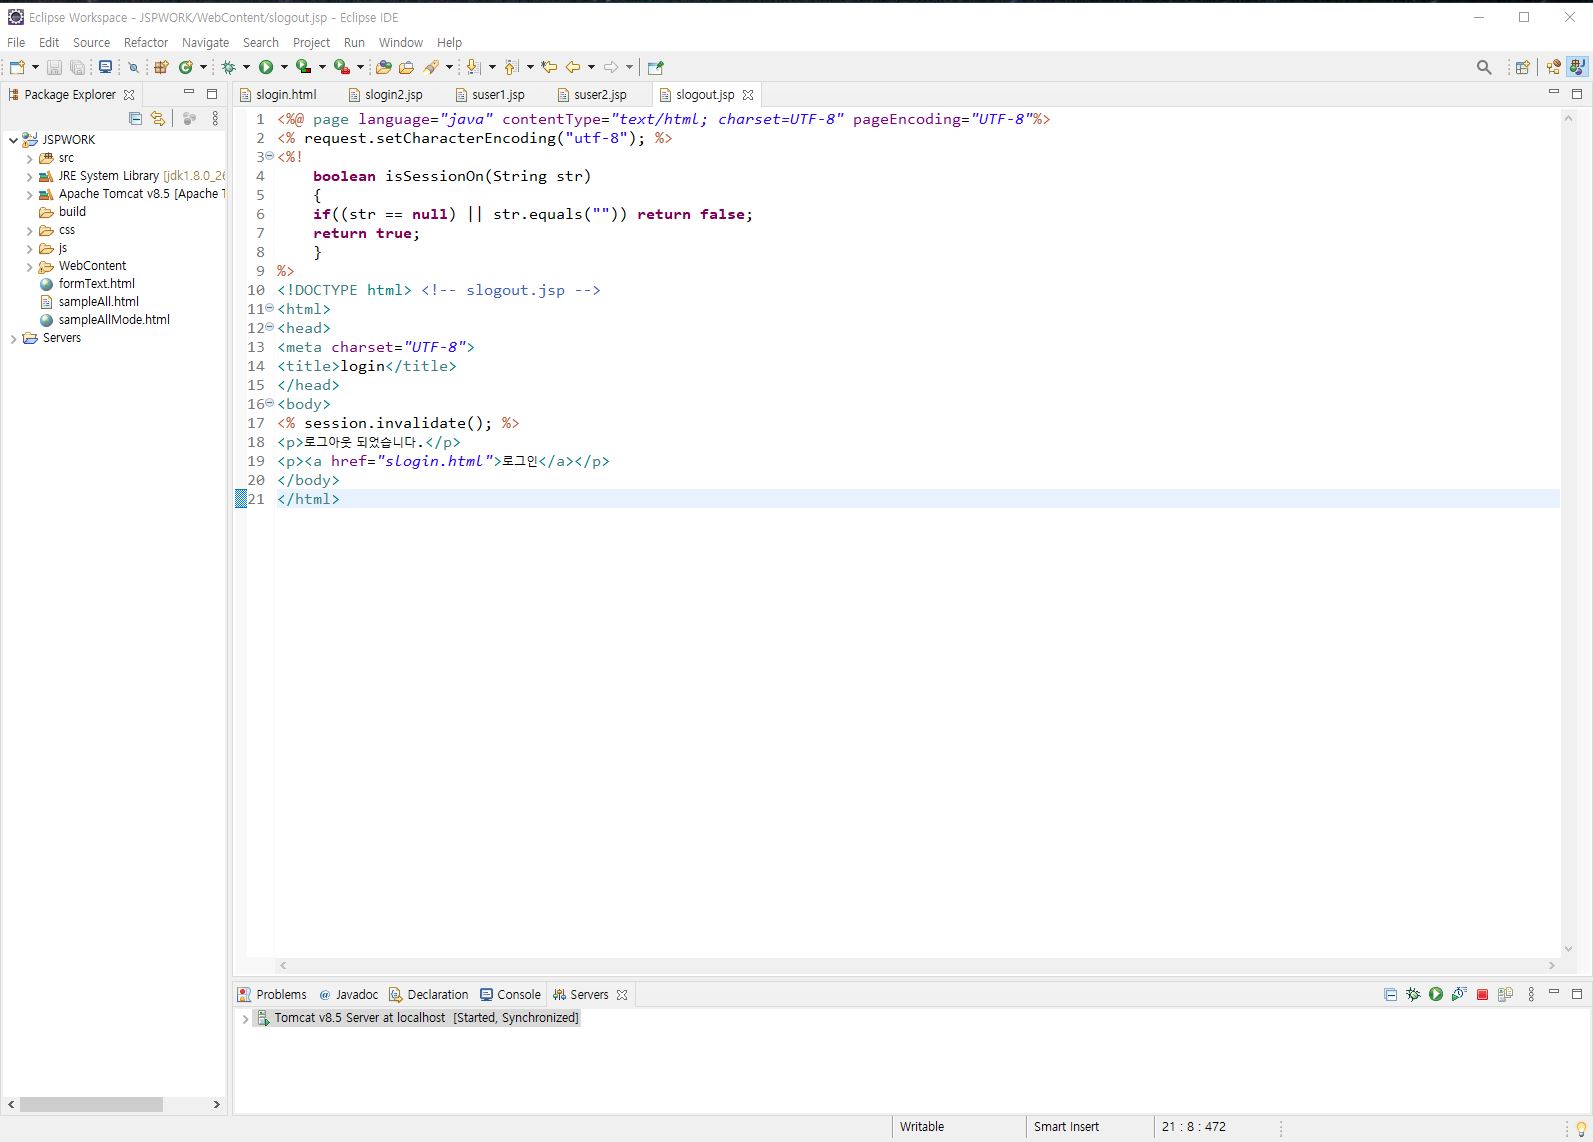 Eclipse Workspace - JSPWORK/WebContent/slogout.jsp - Eclipse IDE
File Edit Source Refactor Navigate Search Project Run Window Help
Package Explorer
JSPWORK
src
JRE System Library [jdk1.8.0_26
Apache Tomcat v8.5 [Apache T
build
css
js
WebContent
formText.html
sampleAll.html
sampleAllMode.html
Servers
slogin.html slogin2.jsp suser1.jsp suser2.jsp slogout.jsp
1 <%@ page language="java" contentType="text/html; charset=UTF-8" pageEncoding="UTF-8"%>
2 <% request.setCharacterEncoding("utf-8"); %>
3 <%!
4 boolean isSessionOn(String str)
5 {
6 if((str == null) || str.equals("")) return false;
7 return true;
8 }
9 %>
10 <!DOCTYPE html> <!-- slogout.jsp -->
11 <html>
12 <head>
13 <meta charset="UTF-8">
14 <title>login</title>
15 </head>
16 <body>
17 <% session.invalidate(); %>
18 <p>로그아웃 되었습니다.</p>
19 <p><a href="slogin.html">로그인</a></p>
20 </body>
21 </html>
Problems @ Javadoc Declaration Console Servers
Tomcat v8.5 Server at localhost [Started, Synchronized]
Writable Smart Insert 21 : 8 : 472